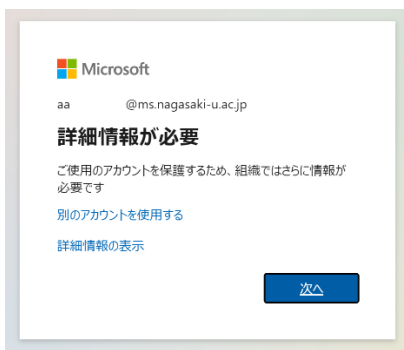 Microsoft
aa @ms.nagasaki-u.ac.jp
詳細情報が必要
ご使用のアカウントを保護するため、組織ではさらに情報が
必要です
別のアカウントを使用する
詳細情報の表示
次へ